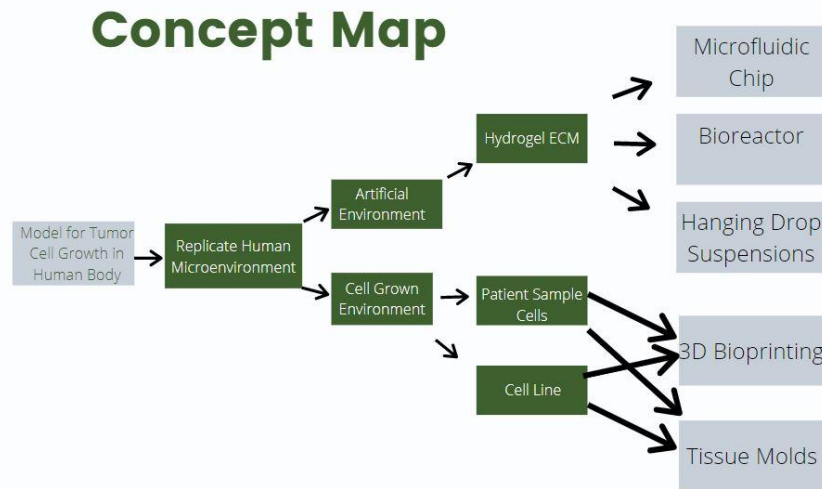 Concept Map
Microfluidic
Chip
Hydrogel ECM
Bioreactor
Artificial
Environment
Hanging Drop
Suspensions
Model for Tumor
Cell Growth in
Human Body
Replicate Human
Microenvironment
Cell Grown
Environment
Patient Sample
Cells
3D Bioprinting
Cell Line
Tissue Molds